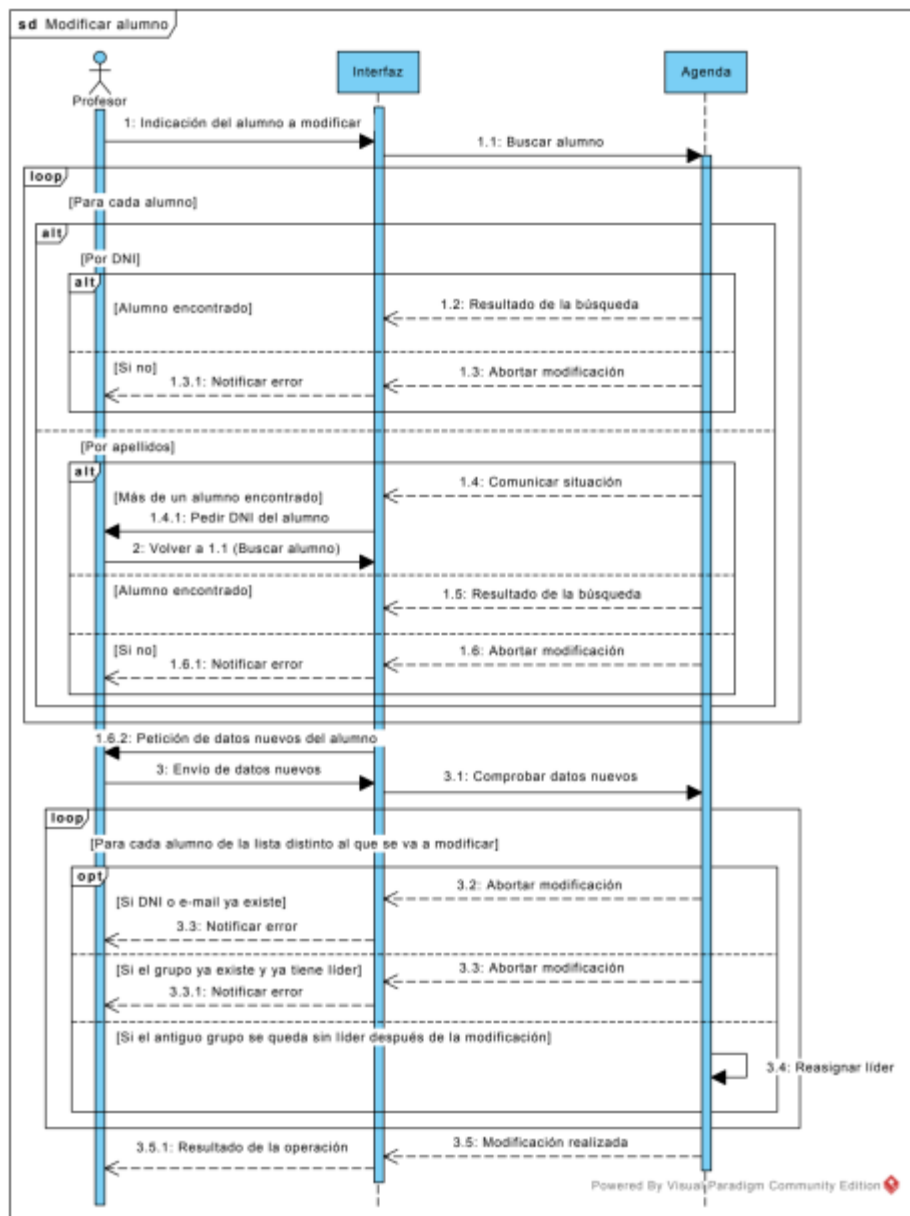 sd Modificar alumno
Interfaz
Agenda
Profesor
1: Indicación del alumno a modificar
1.1: Buscar alumno
loop
[Para cada alumno]
alt
[Por DNI]
alt
[Alumno encontrado]
1.2: Resultado de la búsqueda
[Si no]
1.3: Abortar modificación
1.3.1: Notificar error
[Por apellidos]
alt
1.4: Comunicar situación
[Más de un alumno encontrado]
1.4.1: Pedir DNI del alumno
2: Volver a 1.1 (Buscar alumno)
[Alumno encontrado]
1.5: Resultado de la búsqueda
[Si no]
1.6: Abortar modificación
1.6.1: Notificar error
1.6.2: Petición de datos nuevos del alumno
3: Envío de datos nuevos
3.1: Comprobar datos nuevos
loop
[Para cada alumno de la lista distinto al que se va a modificar]
opt
3.2: Abortar modificación
[Si DNI o e-mail ya existe]
3.3: Notificar error
[Si el grupo ya existe y ya tiene líder]
3.3: Abortar modificación
3.3.1: Notificar error
[Si el antiguo grupo se queda sin líder después de la modificación]
3.4: Reasignar líder
3.5: Modificación realizada
3.5.1: Resultado de la operación
Powered By Visual Paradigm Community Edition